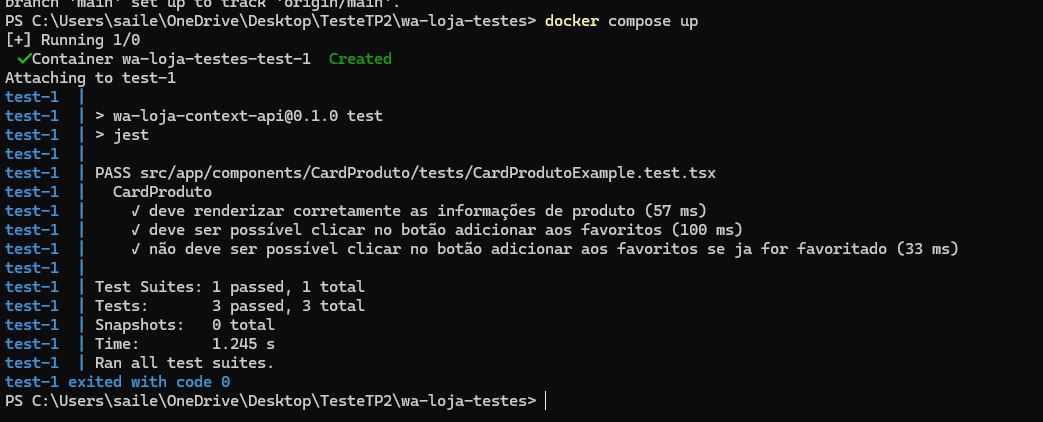 branch 'main' set up to track 'origin/main'.
PS C:\Users\saile\OneDrive\Desktop\TesteTP2\wa-loja-testes> docker compose up
[+] Running 1/0
 ✓Container wa-loja-testes-test-1  Created
Attaching to test-1
test-1  |
test-1  | > wa-loja-context-api@0.1.0 test
test-1  | > jest
test-1  |
test-1  | PASS src/app/components/CardProduto/tests/CardProdutoExample.test.tsx
test-1  |   CardProduto
test-1  |     √ deve renderizar corretamente as informações de produto (57 ms)
test-1  |     √ deve ser possível clicar no botão adicionar aos favoritos (100 ms)
test-1  |     √ não deve ser possível clicar no botão adicionar aos favoritos se ja for favoritado (33 ms)
test-1  |
test-1  | Test Suites: 1 passed, 1 total
test-1  | Tests:       3 passed, 3 total
test-1  | Snapshots:   0 total
test-1  | Time:        1.245 s
test-1  | Ran all test suites.
test-1 exited with code 0
PS C:\Users\saile\OneDrive\Desktop\TesteTP2\wa-loja-testes>